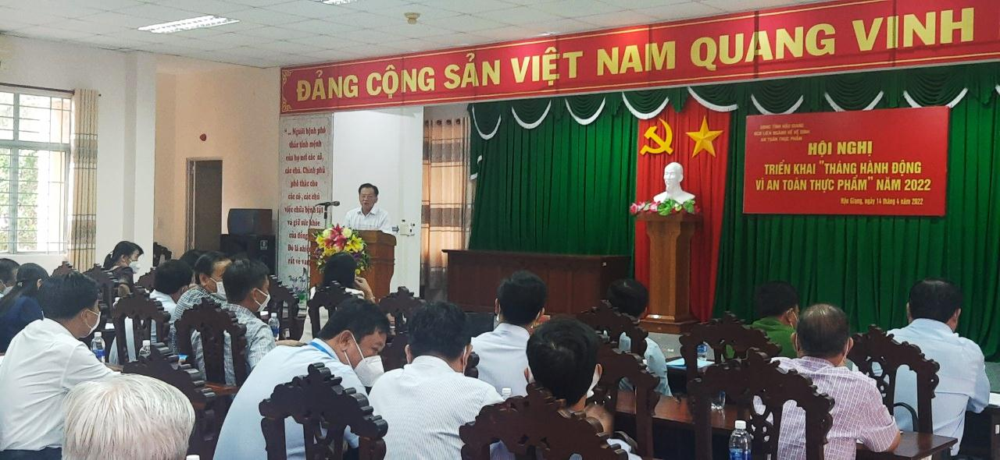 ĐẢNG CỘNG SẢN VIỆT NAM QUANG VINH
UBND TỈNH HẬU GIANG
BCĐ LIÊN NGÀNH VỀ VỆ SINH
AN TOÀN THỰC PHẨM
HỘI NGHỊ
TRIỂN KHAI "THÁNG HÀNH ĐỘNG
VÌ AN TOÀN THỰC PHẨM" NĂM 2022
Hậu Giang, ngày 14 tháng 4 năm 2022
"... Người bệnh phó
thác tính mệnh
của họ nơi các cô,
các chú. Chính phủ
phó thác cho
các cô, các chú
việc chữa bệnh tật
và giữ sức khỏe
của đồng
Đó là nhiệm
rất vẻ va
Trích Thư